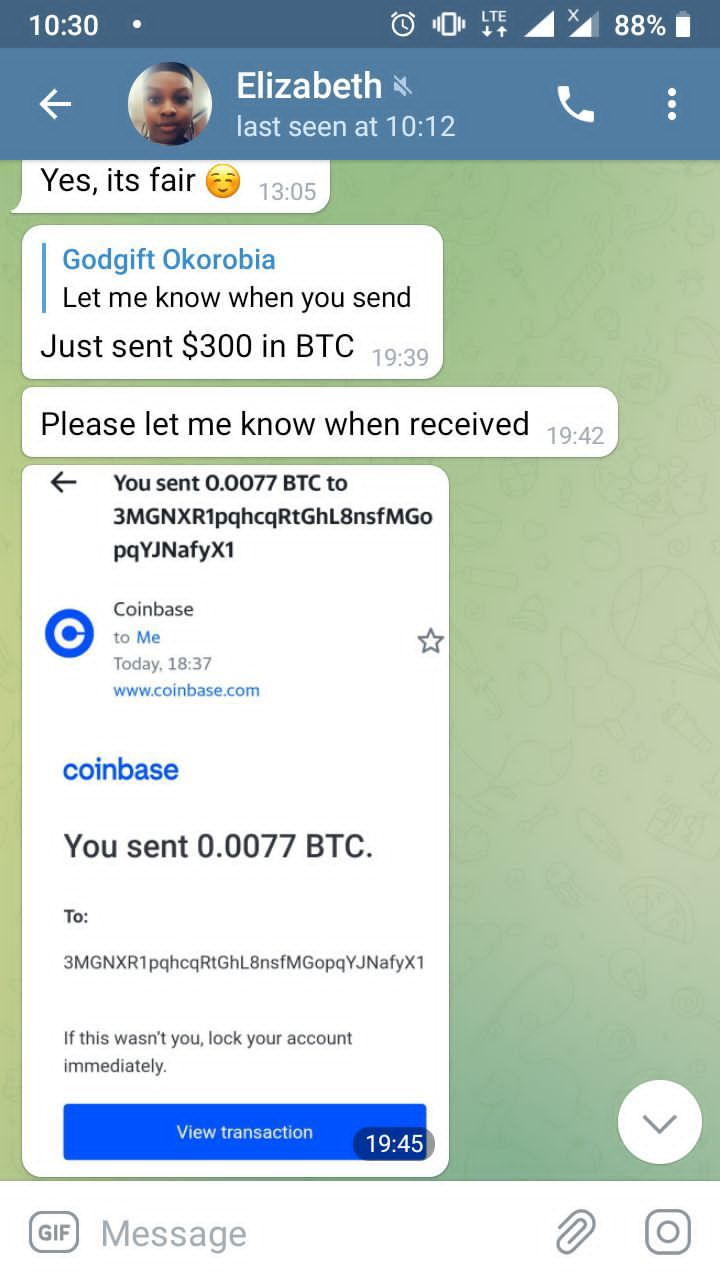 10:30
LTE
X
88%
Elizabeth
last seen at 10:12
Yes, its fair ☺️ 13:05
Godgift Okorobia
Let me know when you send
Just sent $300 in BTC 19:39
Please let me know when received 19:42
You sent 0.0077 BTC to
3MGNXR1pqhcqRtGhL8nsfMGo
pqYJNafyX1
Coinbase
to Me
Today, 18:37
www.coinbase.com
coinbase
You sent 0.0077 BTC.
To:
3MGNXR1pqhcqRtGhL8nsfMGopqYJNafyX1
If this wasn't you, lock your account
immediately.
View transaction
19:45
GIF
Message